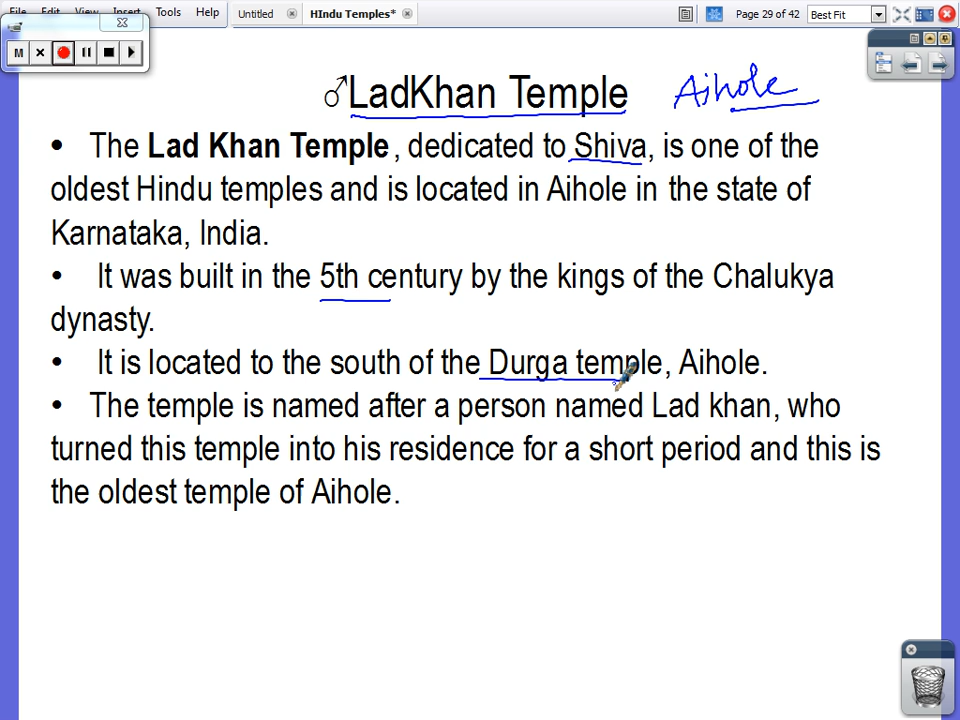 File Edit View Insert Tools Help Untitled HIndu Temples* Page 29 of 42 Best Fit
M
♂LadKhan Temple Aihole
• The Lad Khan Temple , dedicated to Shiva, is one of the
oldest Hindu temples and is located in Aihole in the state of
Karnataka, India.
• It was built in the 5th century by the kings of the Chalukya
dynasty.
• It is located to the south of the Durga temple, Aihole.
• The temple is named after a person named Lad khan, who
turned this temple into his residence for a short period and this is
the oldest temple of Aihole.